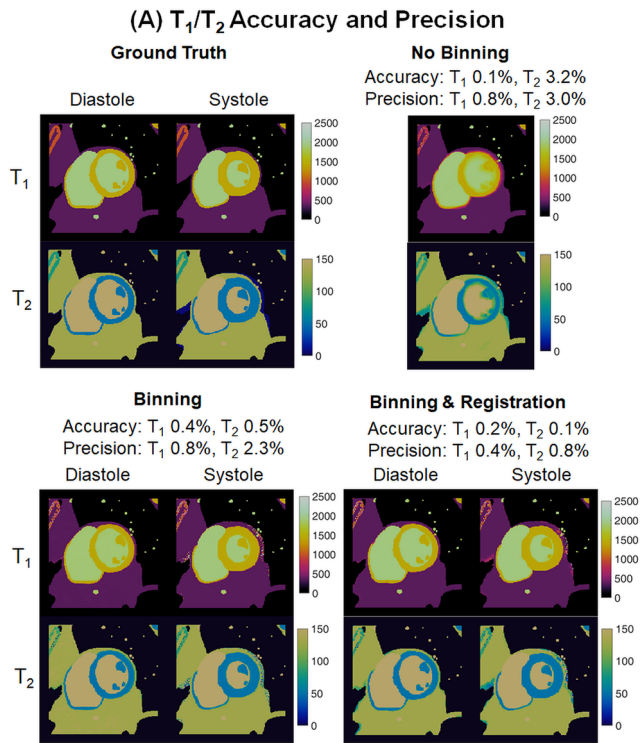 (A) T₁/T₂ Accuracy and Precision
Ground Truth
Diastole Systole
T₁
2500
2000
1500
1000
500
0
T₂
150
100
50
0
No Binning
Accuracy: T₁ 0.1%, T₂ 3.2%
Precision: T₁ 0.8%, T₂ 3.0%
2500
2000
1500
1000
500
0
150
100
50
0
Binning
Accuracy: T₁ 0.4%, T₂ 0.5%
Precision: T₁ 0.8%, T₂ 2.3%
Diastole Systole
T₁
2500
2000
1500
1000
500
0
T₂
150
100
50
0
Binning & Registration
Accuracy: T₁ 0.2%, T₂ 0.1%
Precision: T₁ 0.4%, T₂ 0.8%
Diastole Systole
2500
2000
1500
1000
500
0
150
100
50
0